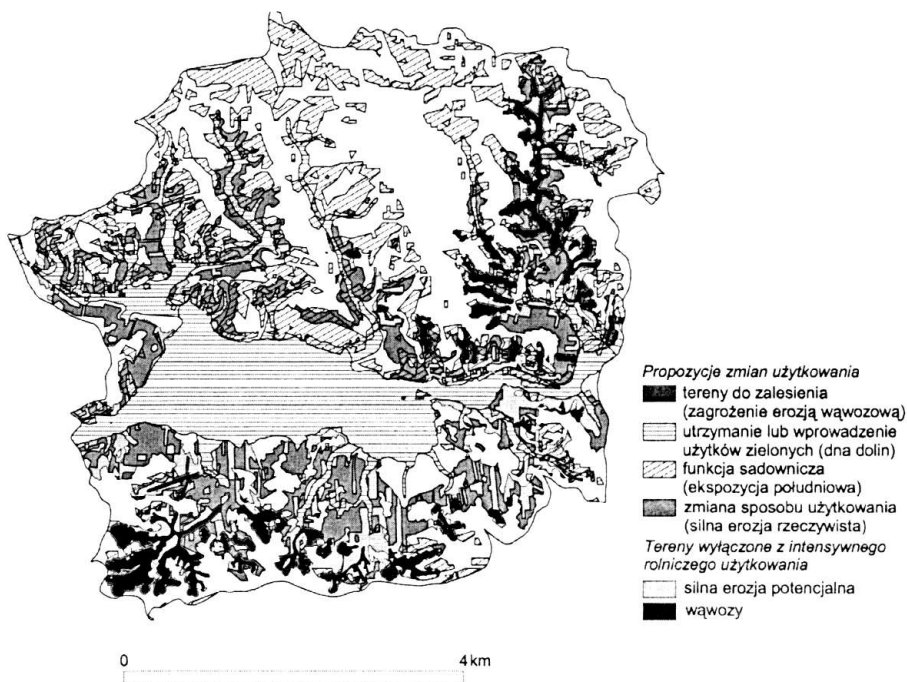 Propozycje zmian użytkowania
tereny do zalesienia
(zagrożenie erozją wąwozową)
utrzymanie lub wprowadzenie
użytków zielonych (dna dolin)
funkcja sadownicza
(ekspozycja południowa)
zmiana sposobu użytkowania
(silna erozja rzeczywista)
Tereny wyłączone z intensywnego
rolniczego użytkowania
silna erozja potencjalna
wąwozy
0
4 km